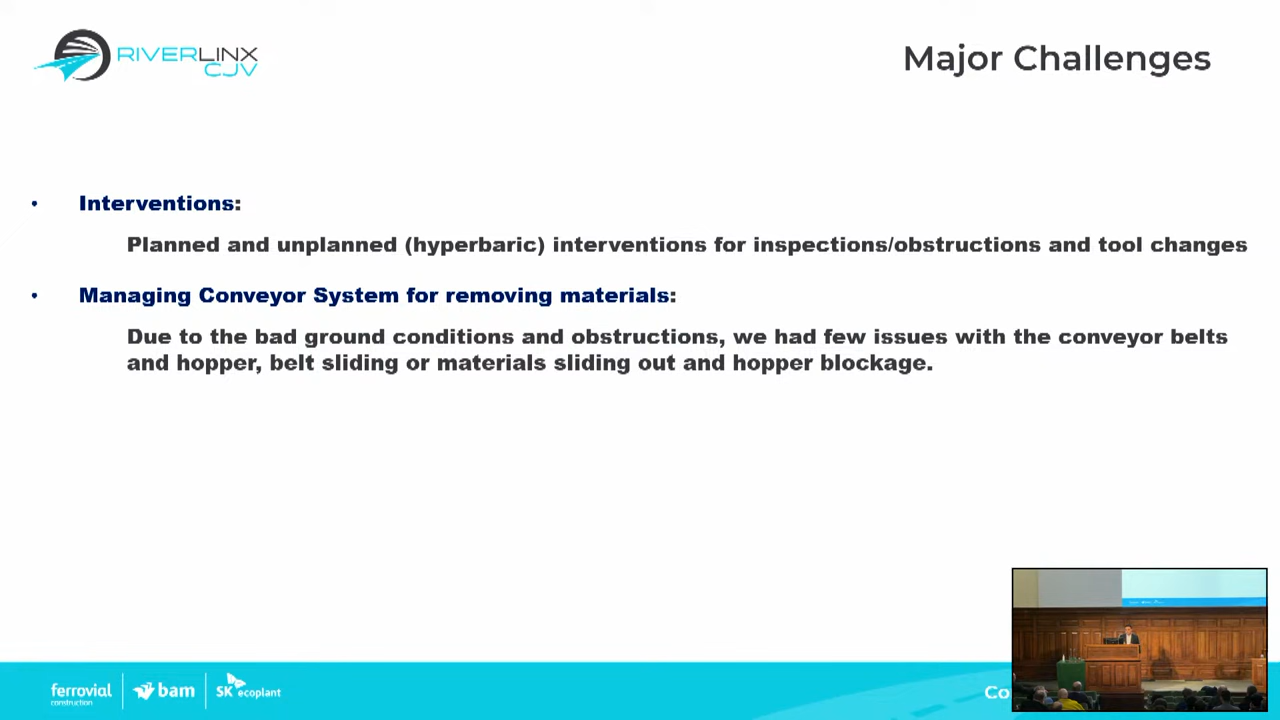 RIVERLINX
CJV
Major Challenges
• Interventions:
Planned and unplanned (hyperbaric) interventions for inspections/obstructions and tool changes
• Managing Conveyor System for removing materials:
Due to the bad ground conditions and obstructions, we had few issues with the conveyor belts
and hopper, belt sliding or materials sliding out and hopper blockage.
ferrovial
construction
bam
SK ecoplant
Co